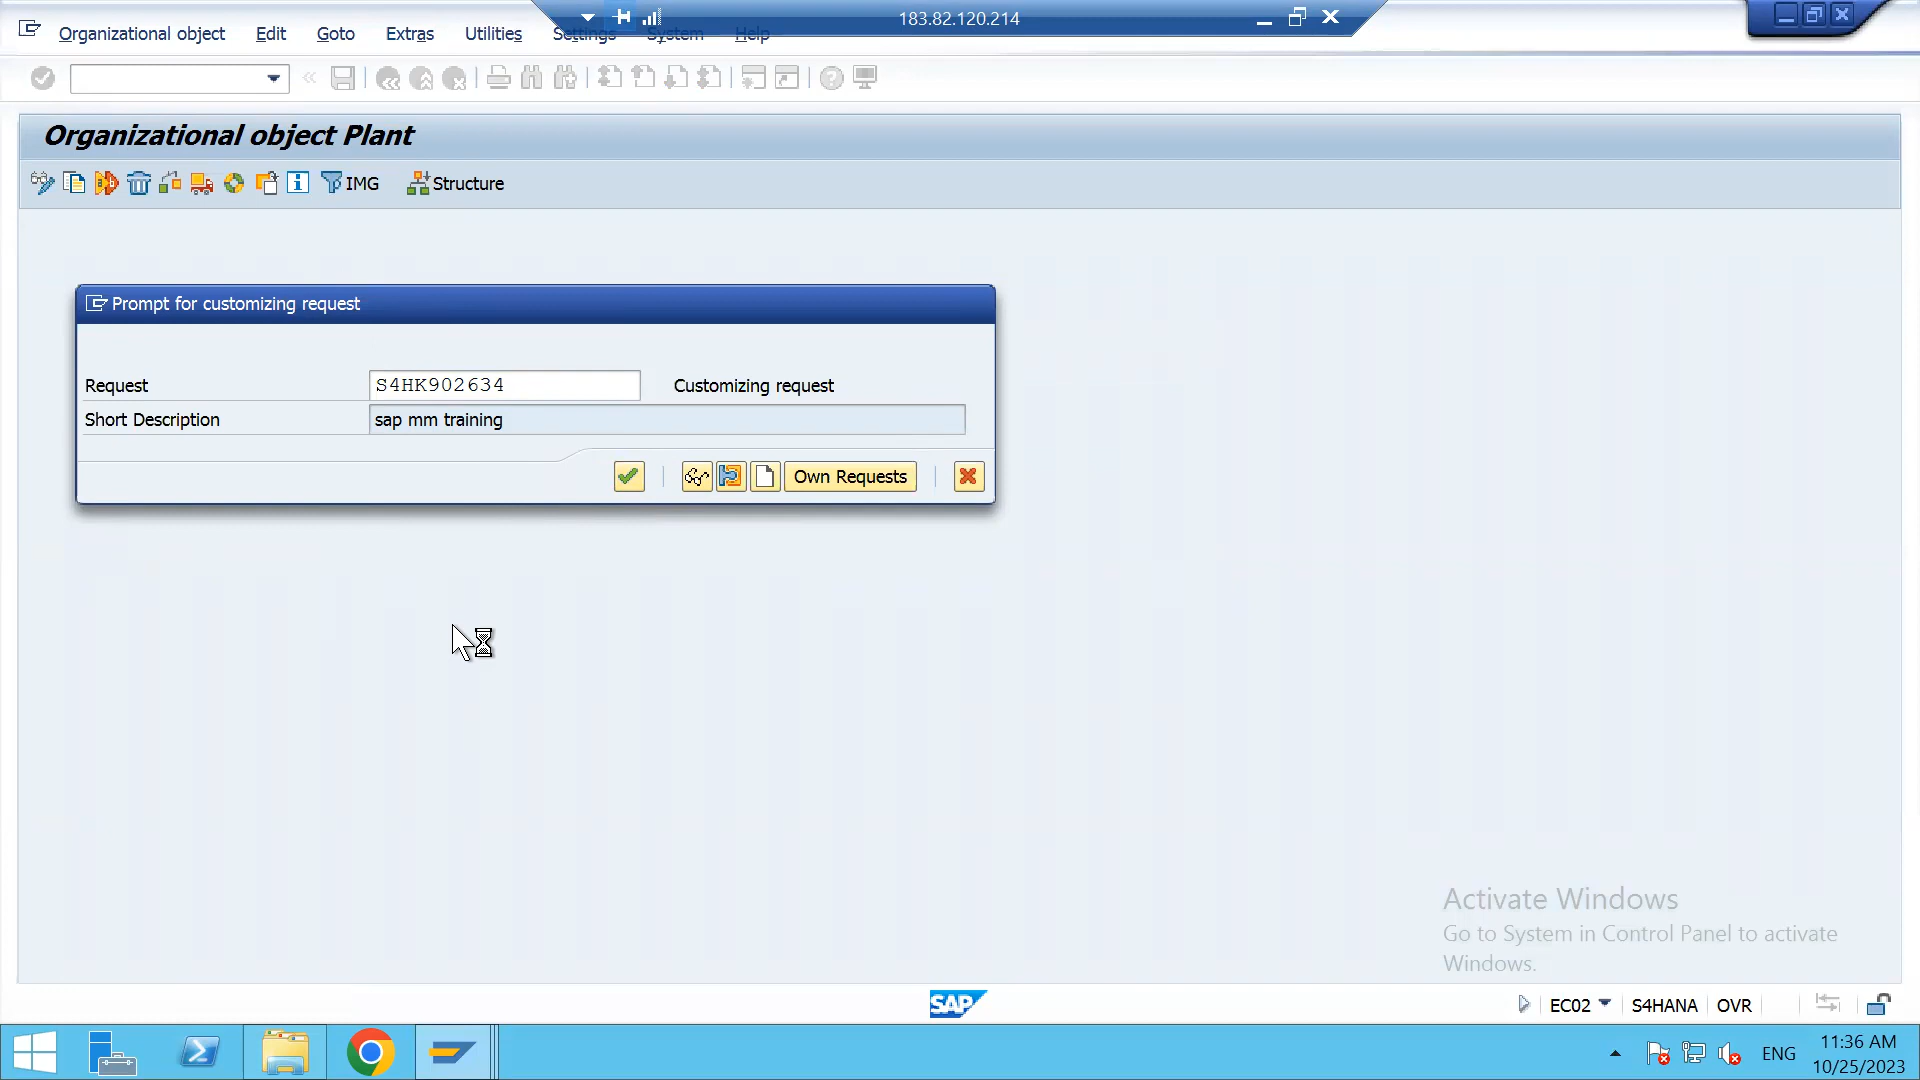 183.82.120.214
Organizational object Edit Goto Extras Utilities Settings System Help
Organizational object Plant
IMG Structure
Prompt for customizing request
Request S4HK902634 Customizing request
Short Description sap mm training
Own Requests
Activate Windows
Go to System in Control Panel to activate
Windows.
SAP EC02 S4HANA OVR
ENG 11:36 AM
10/25/2023